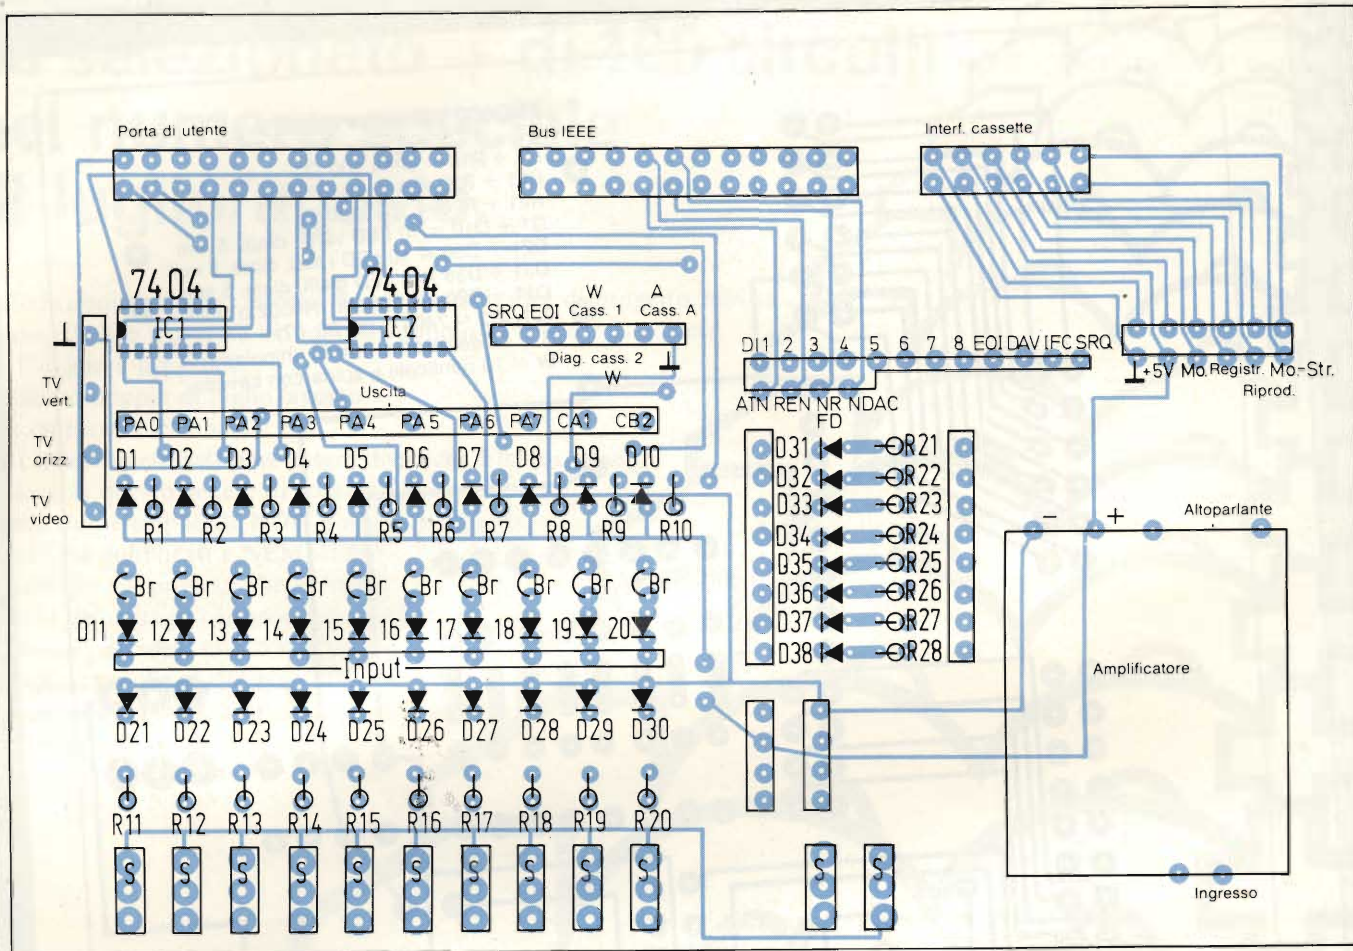 Porta di utente
Bus IEEE
Interf. cassette
7404
7404
IC1
IC2
W A
SRQ EOI Cass. 1 Cass. A
Diag. cass. 2
W
TV
vert.
TV
orizz.
TV
video
Uscita
PA0 PA1 PA2 PA3 PA4 PA5 PA6 PA7 CA1 CB2
DI1 2 3 4 5 6 7 8 EOI DAV IFC SRQ
ATN REN NR NDAC
FD
+5V Mo. Registr. Mo.-Str.
Riprod.
D1 D2 D3 D4 D5 D6 D7 D8 D9 D10
R1 R2 R3 R4 R5 R6 R7 R8 R9 R10
D31 R21
D32 R22
D33 R23
D34 R24
D35 R25
D36 R26
D37 R27
D38 R28
- + Altoparlante
Amplificatore
Ingresso
Br Br Br Br Br Br Br Br Br Br
D11 12 13 14 15 16 17 18 19 20
Input
D21 D22 D23 D24 D25 D26 D27 D28 D29 D30
R11 R12 R13 R14 R15 R16 R17 R18 R19 R20
S S S S S S S S S S S S